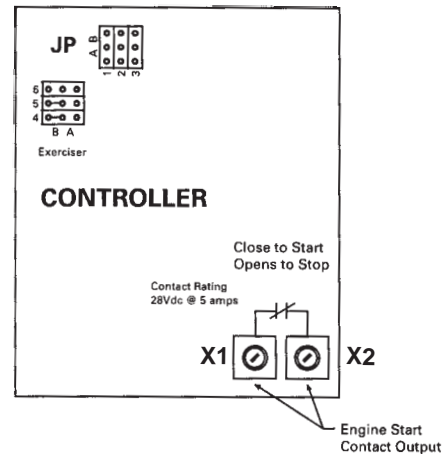 JP
A B
1 2 3
6
5
4
B A
Exerciser
CONTROLLER
Close to Start
Opens to Stop
Contact Rating
28Vdc @ 5 amps
X1
X2
Engine Start
Contact Output